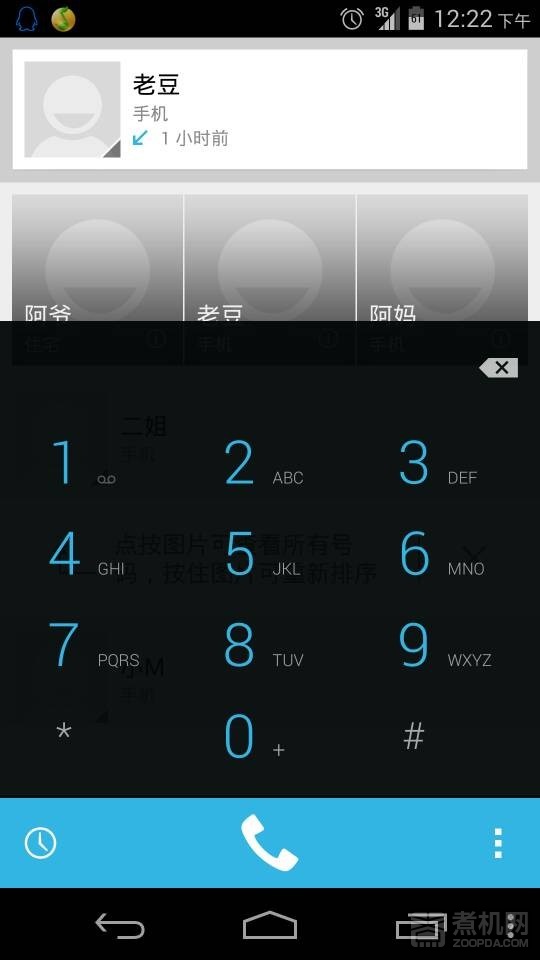 3G
61
12:22 下午
老豆
手机
1 小时前
阿爷
老豆
阿妈
住宅
手机
手机
二姐
手机
1
2 ABC
3 DEF
点按图片可查看所有号
码，按住图片可重新排序
4 GHI
5 JKL
6 MNO
7 PQRS
8 TUV
9 WXYZ
小M
手机
*
0 +
#
煮机网
ZOOPDA.COM